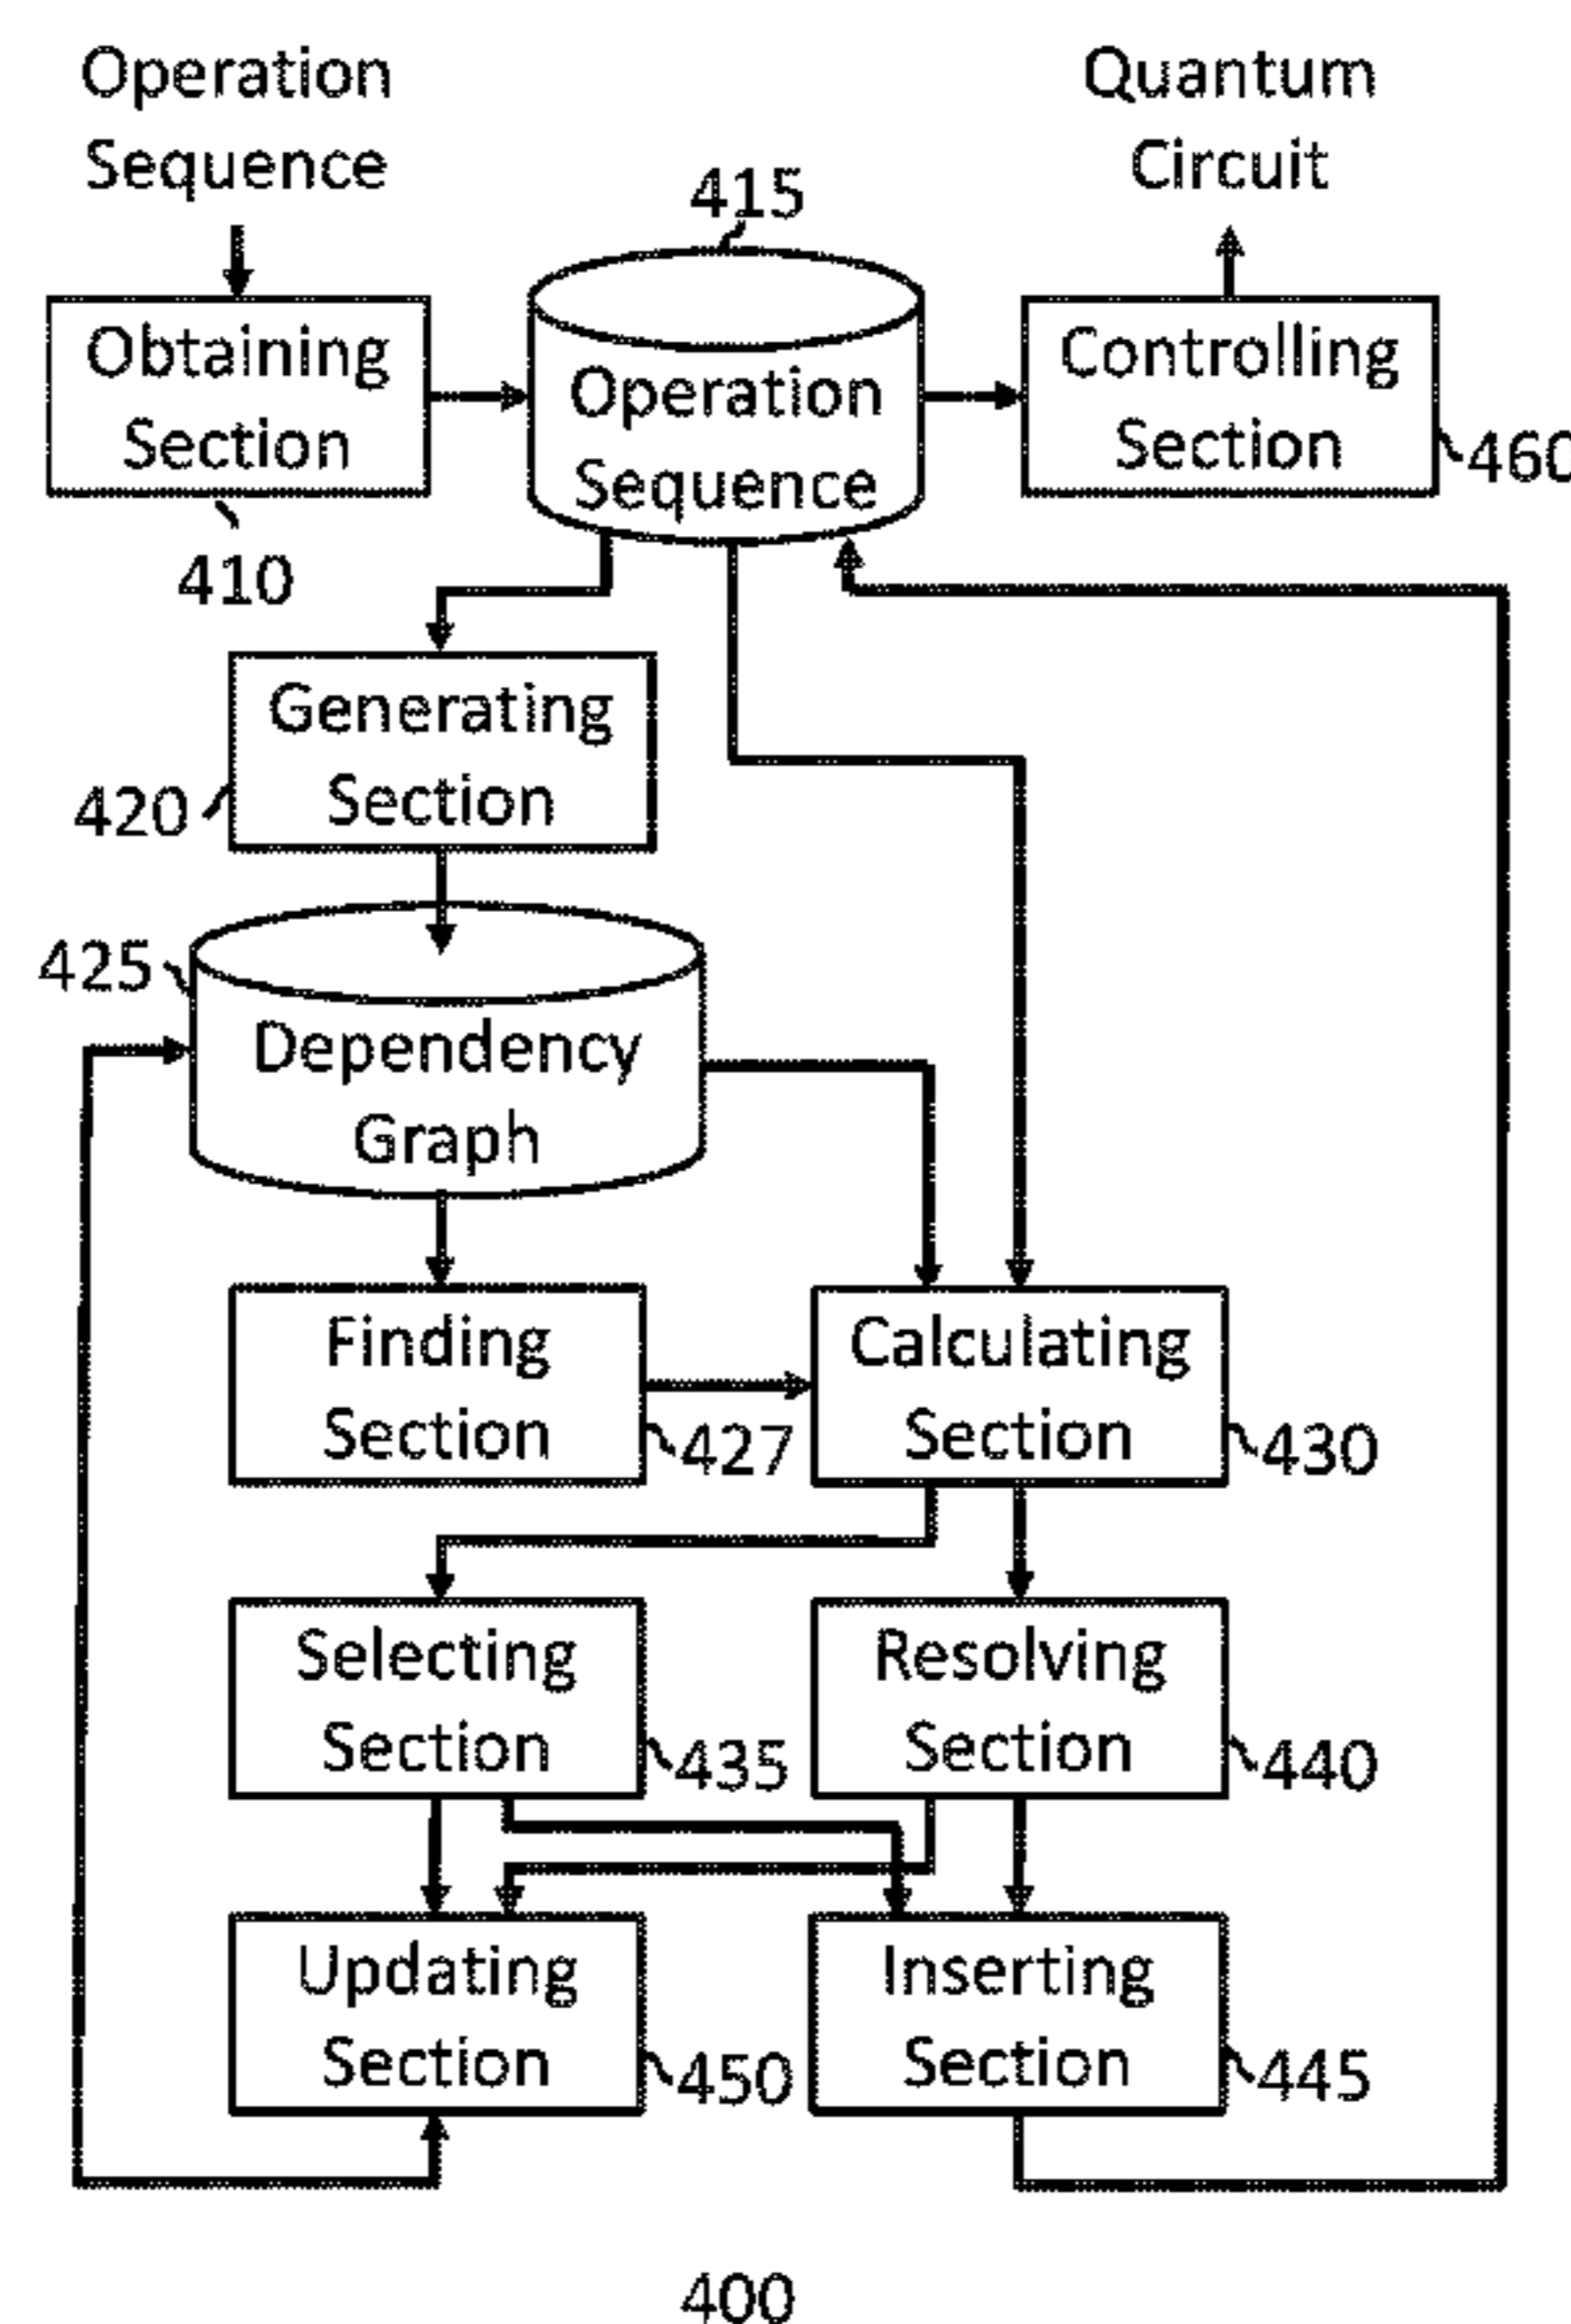 Operation
Sequence
Quantum
Circuit
415
Obtaining
Section
Operation
Sequence
Controlling
Section
460
410
Generating
Section
420
425
Dependency
Graph
Finding
Section
427
Calculating
Section
430
Selecting
Section
435
Resolving
Section
440
Updating
Section
450
Inserting
Section
445
400